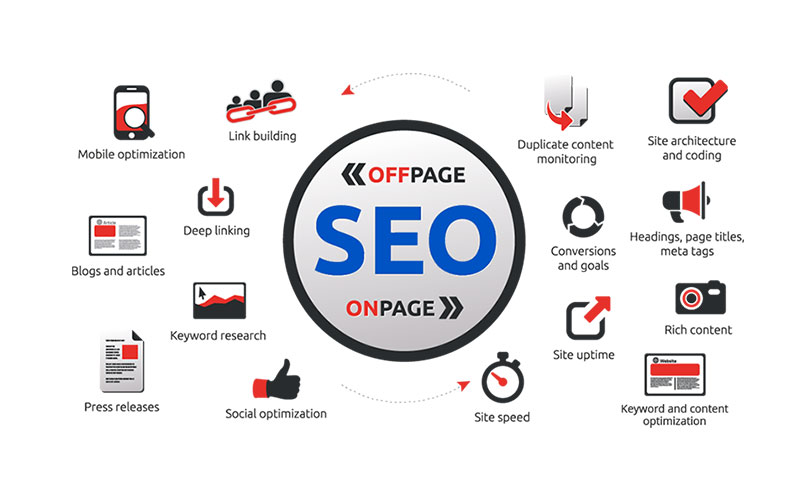 Mobile optimization
Link building
Deep linking
Article
Blogs and articles
Keyword research
Press releases
Social optimization
OFFPAGE
SEO
ONPAGE
Duplicate content
monitoring
Site architecture
and coding
Conversions
and goals
Headings, page titles,
meta tags
Rich content
Site uptime
Site speed
Website
Keyword and content
optimization